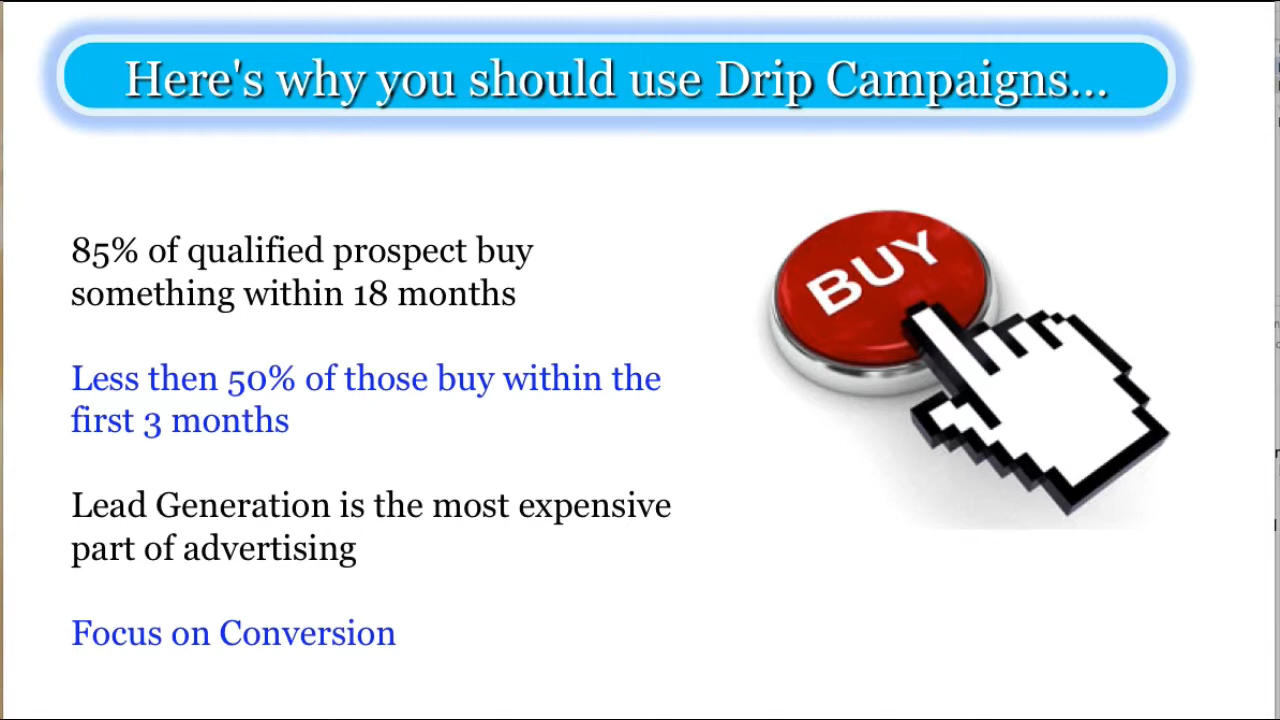 Here's why you should use Drip Campaigns...
85% of qualified prospect buy
something within 18 months
BUY
Less then 50% of those buy within the
first 3 months
Lead Generation is the most expensive
part of advertising
Focus on Conversion